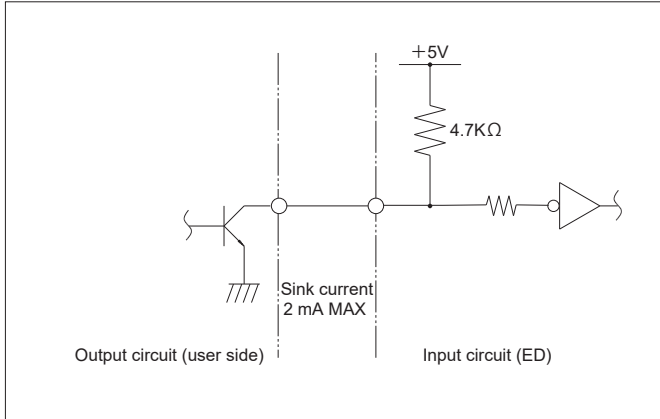 +5V
4.7KΩ
Sink current
2 mA MAX
Output circuit (user side)
Input circuit (ED)